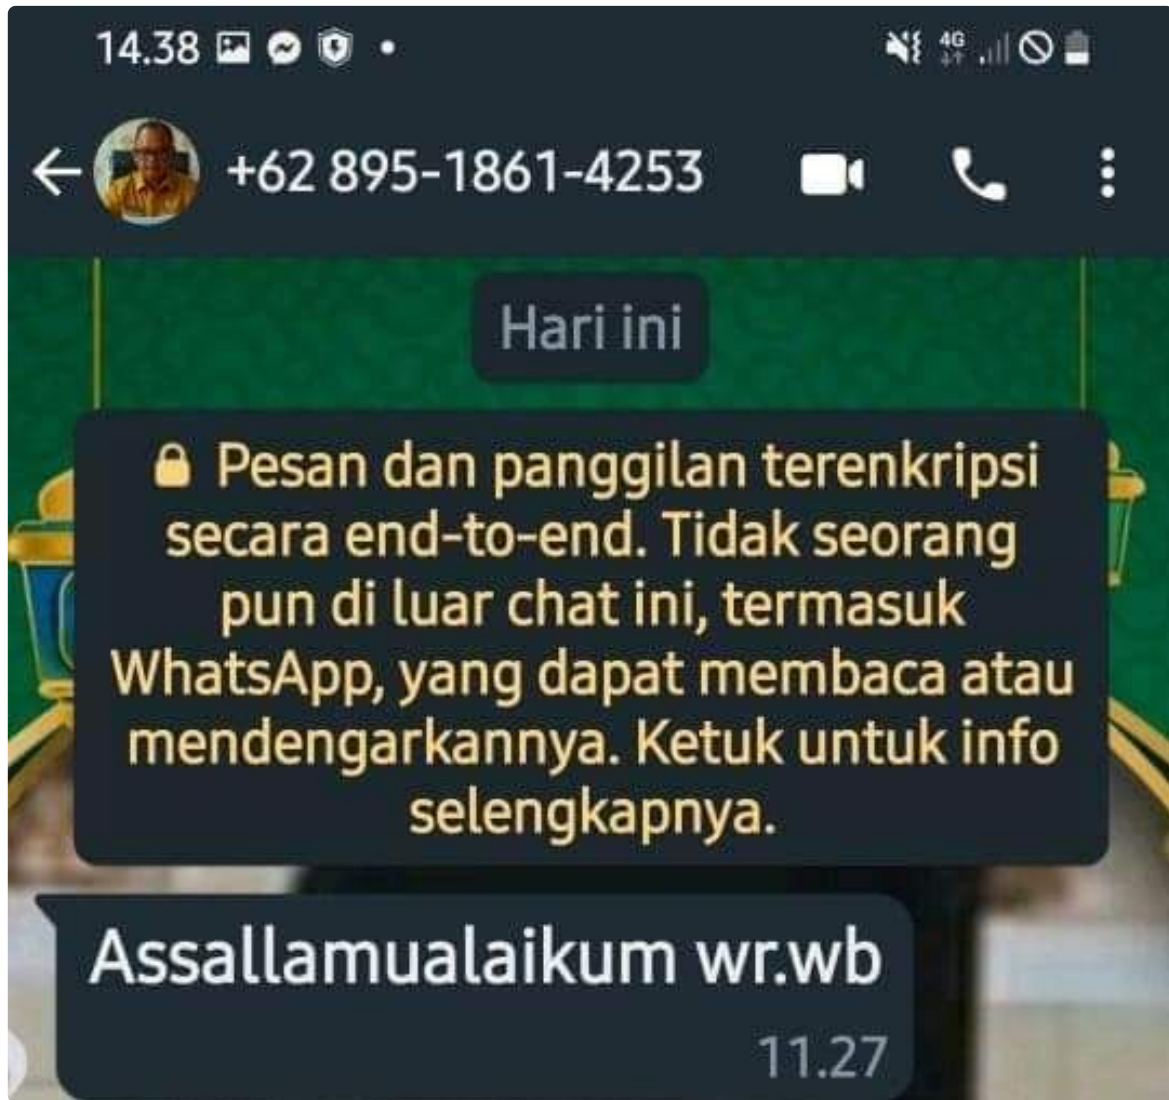 14.38
4G
+62 895-1861-4253
Hari ini
Pesan dan panggilan terenkripsi
secara end-to-end. Tidak seorang
pun di luar chat ini, termasuk
WhatsApp, yang dapat membaca atau
mendengarkannya. Ketuk untuk info
selengkapnya.
Assallamualaikum wr.wb
11.27